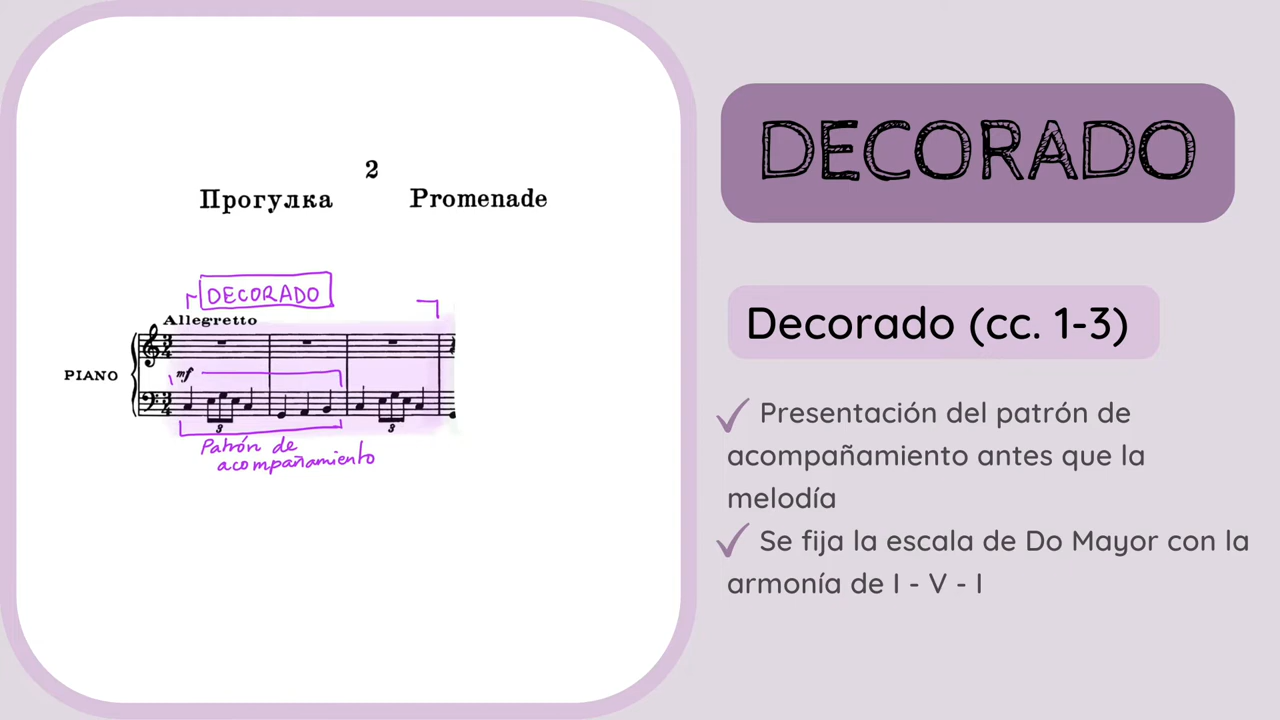 2
Прогулка Promenade
DECORADO
Allegretto
PIANO
mf
3
3
Patrón de
acompañamiento
DECORADO
Decorado (cc. 1-3)
Presentación del patrón de
acompañamiento antes que la
melodía
Se fija la escala de Do Mayor con la
armonía de I - V - I